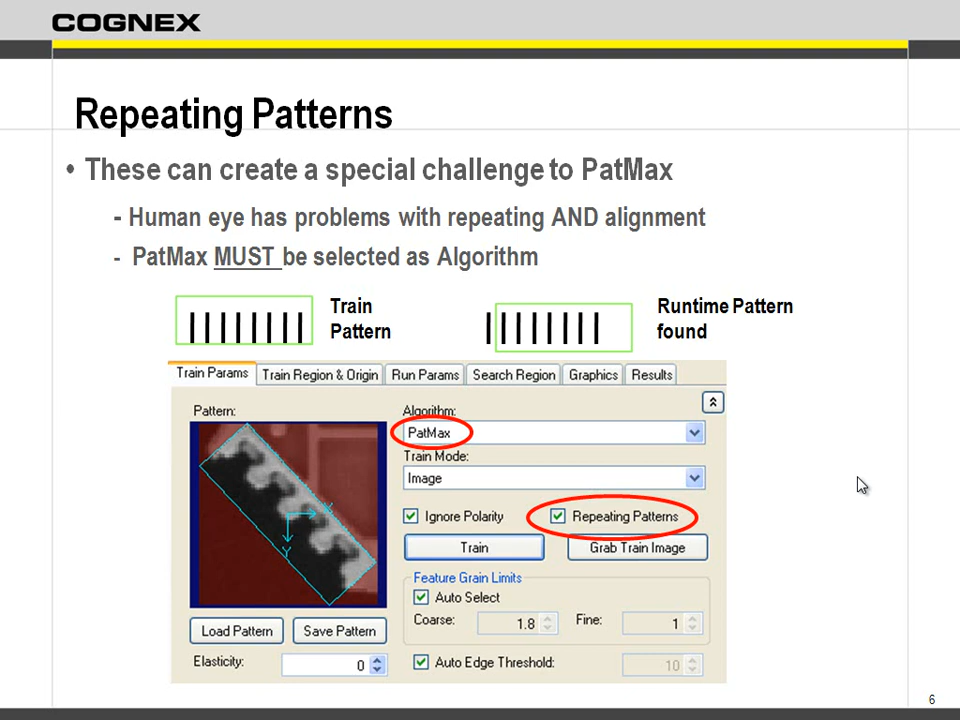 COGNEX
Repeating Patterns
• These can create a special challenge to PatMax
- Human eye has problems with repeating AND alignment
- PatMax MUST be selected as Algorithm
Train
Pattern
Runtime Pattern
found
Train Params
Train Region & Origin
Run Params
Search Region
Graphics
Results
Pattern:
Algorithm:
PatMax
Train Mode:
Image
Ignore Polarity
Repeating Patterns
Train
Grab Train Image
Feature Grain Limits
Auto Select
Coarse:
1.8
Fine:
1
Load Pattern
Save Pattern
Elasticity:
0
Auto Edge Threshold:
10
X
Y
6